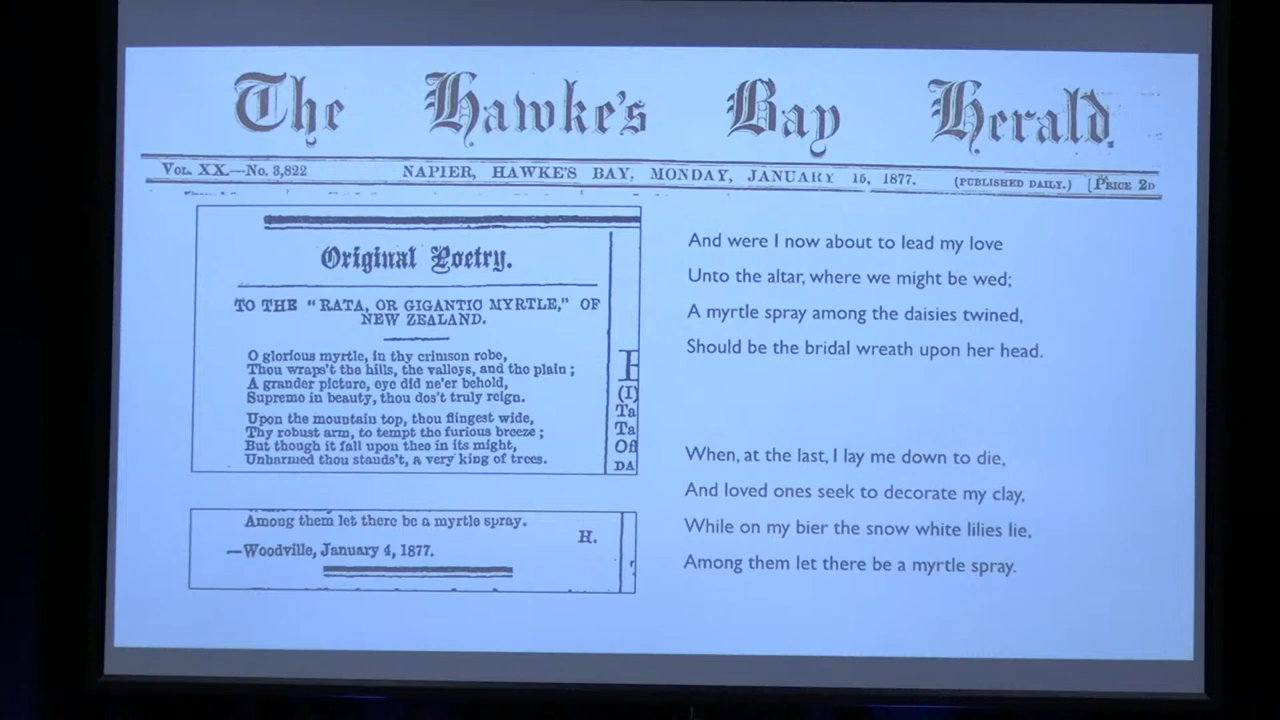 The Hawke's Bay Herald.
VOL. XX.—No. 3,822 NAPIER, HAWKE'S BAY, MONDAY, JANUARY 15, 1877. (PUBLISHED DAILY.) [PRICE 2D
Original Poetry.
TO THE "RATA, OR GIGANTIC MYRTLE," OF
NEW ZEALAND.
O glorious myrtle, in thy crimson robe,
Thou wraps't the hills, the valleys, and the plain;
A grander picture, eye did ne'er behold,
Supreme in beauty, thou dos't truly reign.
Upon the mountain top, thou flingest wide,
Thy robust arm, to tempt the furious breeze;
But though it fall upon thee in its might,
Unharmed thou stands't, a very king of trees.
(I)
Ta
Ta
Of
DA
Among them let there be a myrtle spray.
H.
—Woodville, January 4, 1877.
And were I now about to lead my love
Unto the altar, where we might be wed;
A myrtle spray among the daisies twined,
Should be the bridal wreath upon her head.
When, at the last, I lay me down to die,
And loved ones seek to decorate my clay,
While on my bier the snow white lilies lie,
Among them let there be a myrtle spray.